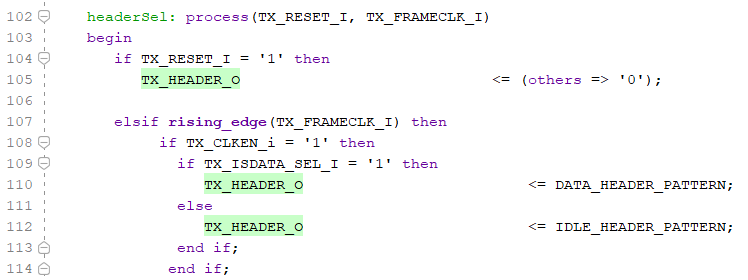 102 headerSel: process(TX_RESET_I, TX_FRAMECLK_I)
103 begin
104 if TX_RESET_I = '1' then
105 TX_HEADER_O <= (others => '0');
106
107 elsif rising_edge(TX_FRAMECLK_I) then
108 if TX_CLKEN_i = '1' then
109 if TX_ISDATA_SEL_I = '1' then
110 TX_HEADER_O <= DATA_HEADER_PATTERN;
111 else
112 TX_HEADER_O <= IDLE_HEADER_PATTERN;
113 end if;
114 end if;